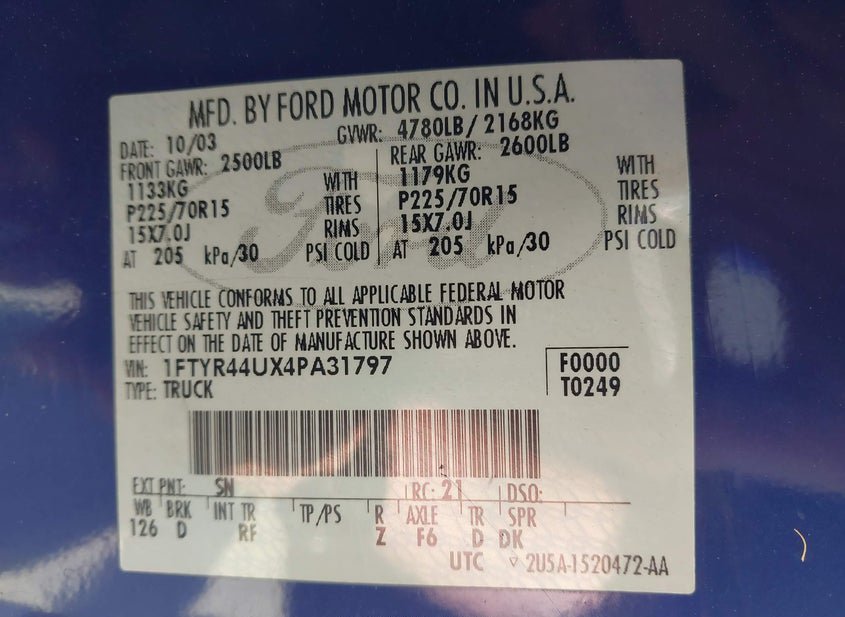 MFD. BY FORD MOTOR CO. IN U.S.A.
DATE: 10/03 GVWR: 4780LB/ 2168KG
FRONT GAWR: 2500LB REAR GAWR: 2600LB
1133KG WITH 1179KG WITH
P225/70R15 TIRES P225/70R15 TIRES
15X7.0J RIMS 15X7.0J RIMS
AT 205 kPa/30 PSI COLD AT 205 kPa/30 PSI COLD
Ford
THIS VEHICLE CONFORMS TO ALL APPLICABLE FEDERAL MOTOR
VEHICLE SAFETY AND THEFT PREVENTION STANDARDS IN
EFFECT ON THE DATE OF MANUFACTURE SHOWN ABOVE.
VIN: 1FTYR44UX4PA31797 F0000
TYPE: TRUCK T0249
EXT PNT: SN RC: 21 DSO:
WB BRK INT TR TP/PS R AXLE TR SPR
126 D RF Z F6 D DK
UTC ▽ 2U5A-1520472-AA